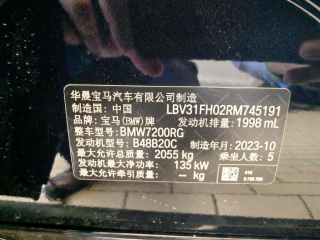 华晨宝马汽车有限公司制造
制造国：中国 LBV31FH02RM745191
品牌：宝马(BMW)牌 发动机排量：1998 mL
整车型号：BMW7200RG
发动机型号：B48B20C 制造年月：2023-10
最大允许总质量：2055 kg 乘坐人数：5
发动机最大净功率：135 kW
最大允许牵引质量：-- kg